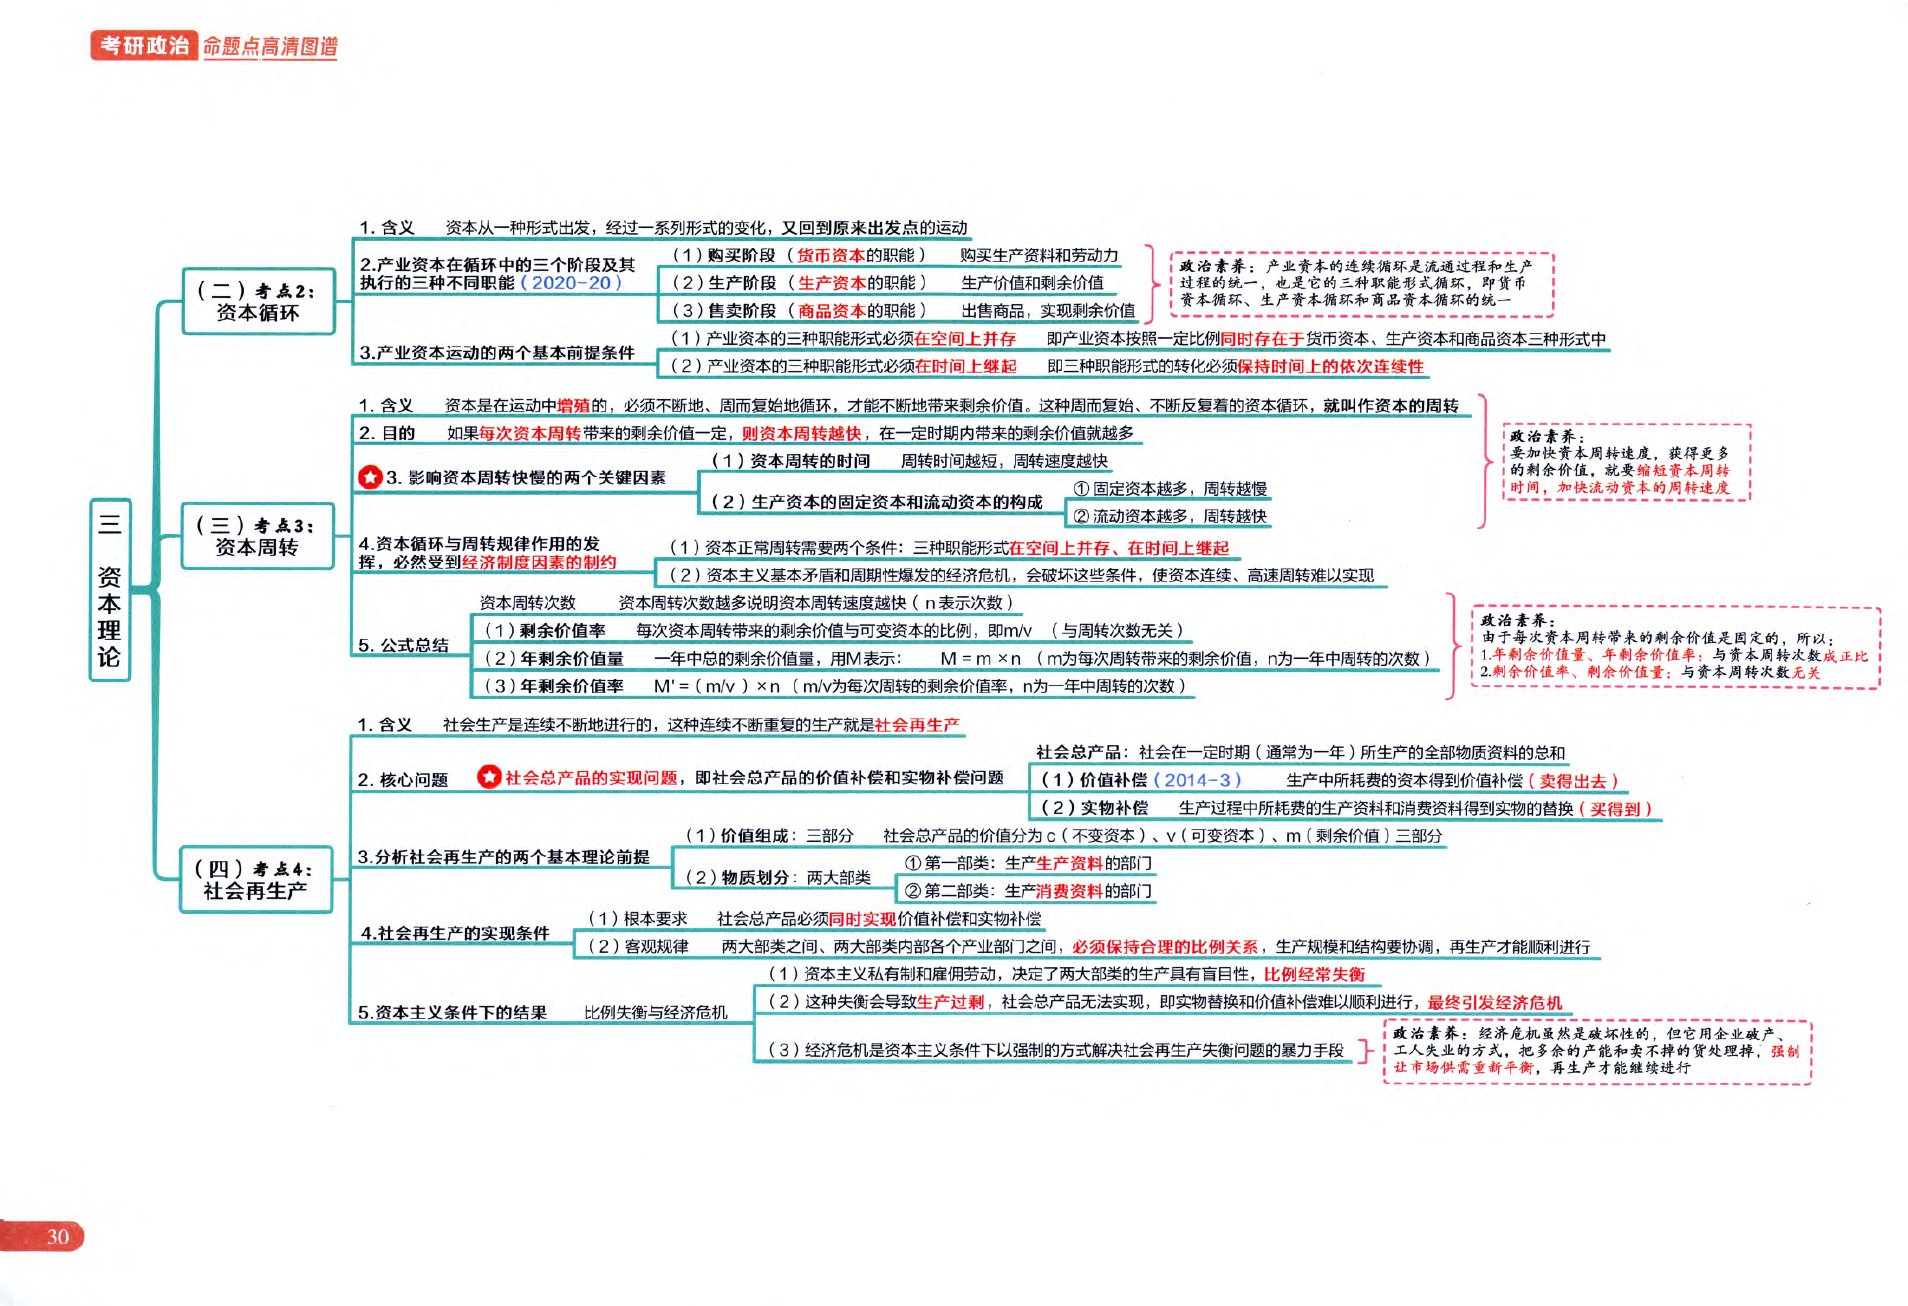 考研政治 命题点高清图谱
三 资本理论
（二）考点2：
资本循环
1. 含义 资本从一种形式出发，经过一系列形式的变化，又回到原来出发点的运动
2.产业资本在循环中的三个阶段及其
执行的三种不同职能（2020-20）
（1）购买阶段（货币资本的职能） 购买生产资料和劳动力
（2）生产阶段（生产资本的职能） 生产价值和剩余价值
（3）售卖阶段（商品资本的职能） 出售商品，实现剩余价值
政治素养：产业资本的连续循环是流通过程和生产
过程的统一，也是它的三种职能形式循环，即货币
资本循环、生产资本循环和商品资本循环的统一
3.产业资本运动的两个基本前提条件
（1）产业资本的三种职能形式必须在空间上并存 即产业资本按照一定比例同时存在于货币资本、生产资本和商品资本三种形式中
（2）产业资本的三种职能形式必须在时间上继起 即三种职能形式的转化必须保持时间上的依次连续性
（三）考点3：
资本周转
1. 含义 资本是在运动中增殖的，必须不断地、周而复始地循环，才能不断地带来剩余价值。这种周而复始、不断反复着的资本循环，就叫作资本的周转
2. 目的 如果每次资本周转带来的剩余价值一定，则资本周转越快，在一定时期内带来的剩余价值就越多
3. 影响资本周转快慢的两个关键因素
（1）资本周转的时间 周转时间越短，周转速度越快
（2）生产资本的固定资本和流动资本的构成
①固定资本越多，周转越慢
②流动资本越多，周转越快
政治素养：
要加快资本周转速度，获得更多
的剩余价值，就要缩短资本周转
时间，加快流动资本的周转速度
4.资本循环与周转规律作用的发
挥，必然受到经济制度因素的制约
（1）资本正常周转需要两个条件：三种职能形式在空间上并存、在时间上继起
（2）资本主义基本矛盾和周期性爆发的经济危机，会破坏这些条件，使资本连续、高速周转难以实现
5. 公式总结
资本周转次数 资本周转次数越多说明资本周转速度越快（n表示次数）
（1）剩余价值率 每次资本周转带来的剩余价值与可变资本的比例，即m/v （与周转次数无关）
（2）年剩余价值量 一年中总的剩余价值量，用M表示： M = m ×n （m为每次周转带来的剩余价值，n为一年中周转的次数）
（3）年剩余价值率 M'=（m/v）×n （m/v为每次周转的剩余价值率，n为一年中周转的次数）
政治素养：
由于每次资本周转带来的剩余价值是固定的，所以：
1.年剩余价值量、年剩余价值率：与资本周转次数成正比
2.剩余价值率、剩余价值量：与资本周转次数无关
（四）考点4：
社会再生产
1. 含义 社会生产是连续不断地进行的，这种连续不断重复的生产就是社会再生产
2. 核心问题 社会总产品的实现问题，即社会总产品的价值补偿和实物补偿问题
社会总产品：社会在一定时期（通常为一年）所生产的全部物质资料的总和
（1）价值补偿（2014-3） 生产中所耗费的资本得到价值补偿（卖得出去）
（2）实物补偿 生产过程中所耗费的生产资料和消费资料得到实物的替换（买得到）
3.分析社会再生产的两个基本理论前提
（1）价值组成：三部分 社会总产品的价值分为c（不变资本）、v（可变资本）、m（剩余价值）三部分
（2）物质划分：两大部类
①第一部类：生产生产资料的部门
②第二部类：生产消费资料的部门
4.社会再生产的实现条件
（1）根本要求 社会总产品必须同时实现价值补偿和实物补偿
（2）客观规律 两大部类之间、两大部类内部各个产业部门之间，必须保持合理的比例关系，生产规模和结构要协调，再生产才能顺利进行
5.资本主义条件下的结果 比例失衡与经济危机
（1）资本主义私有制和雇佣劳动，决定了两大部类的生产具有盲目性，比例经常失衡
（2）这种失衡会导致生产过剩，社会总产品无法实现，即实物替换和价值补偿难以顺利进行，最终引发经济危机
（3）经济危机是资本主义条件下以强制的方式解决社会再生产失衡问题的暴力手段
政治素养：经济危机虽然是破坏性的，但它用企业破产、
工人失业的方式，把多余的产能和卖不掉的货处理掉，强制
让市场供需重新平衡，再生产才能继续进行
30